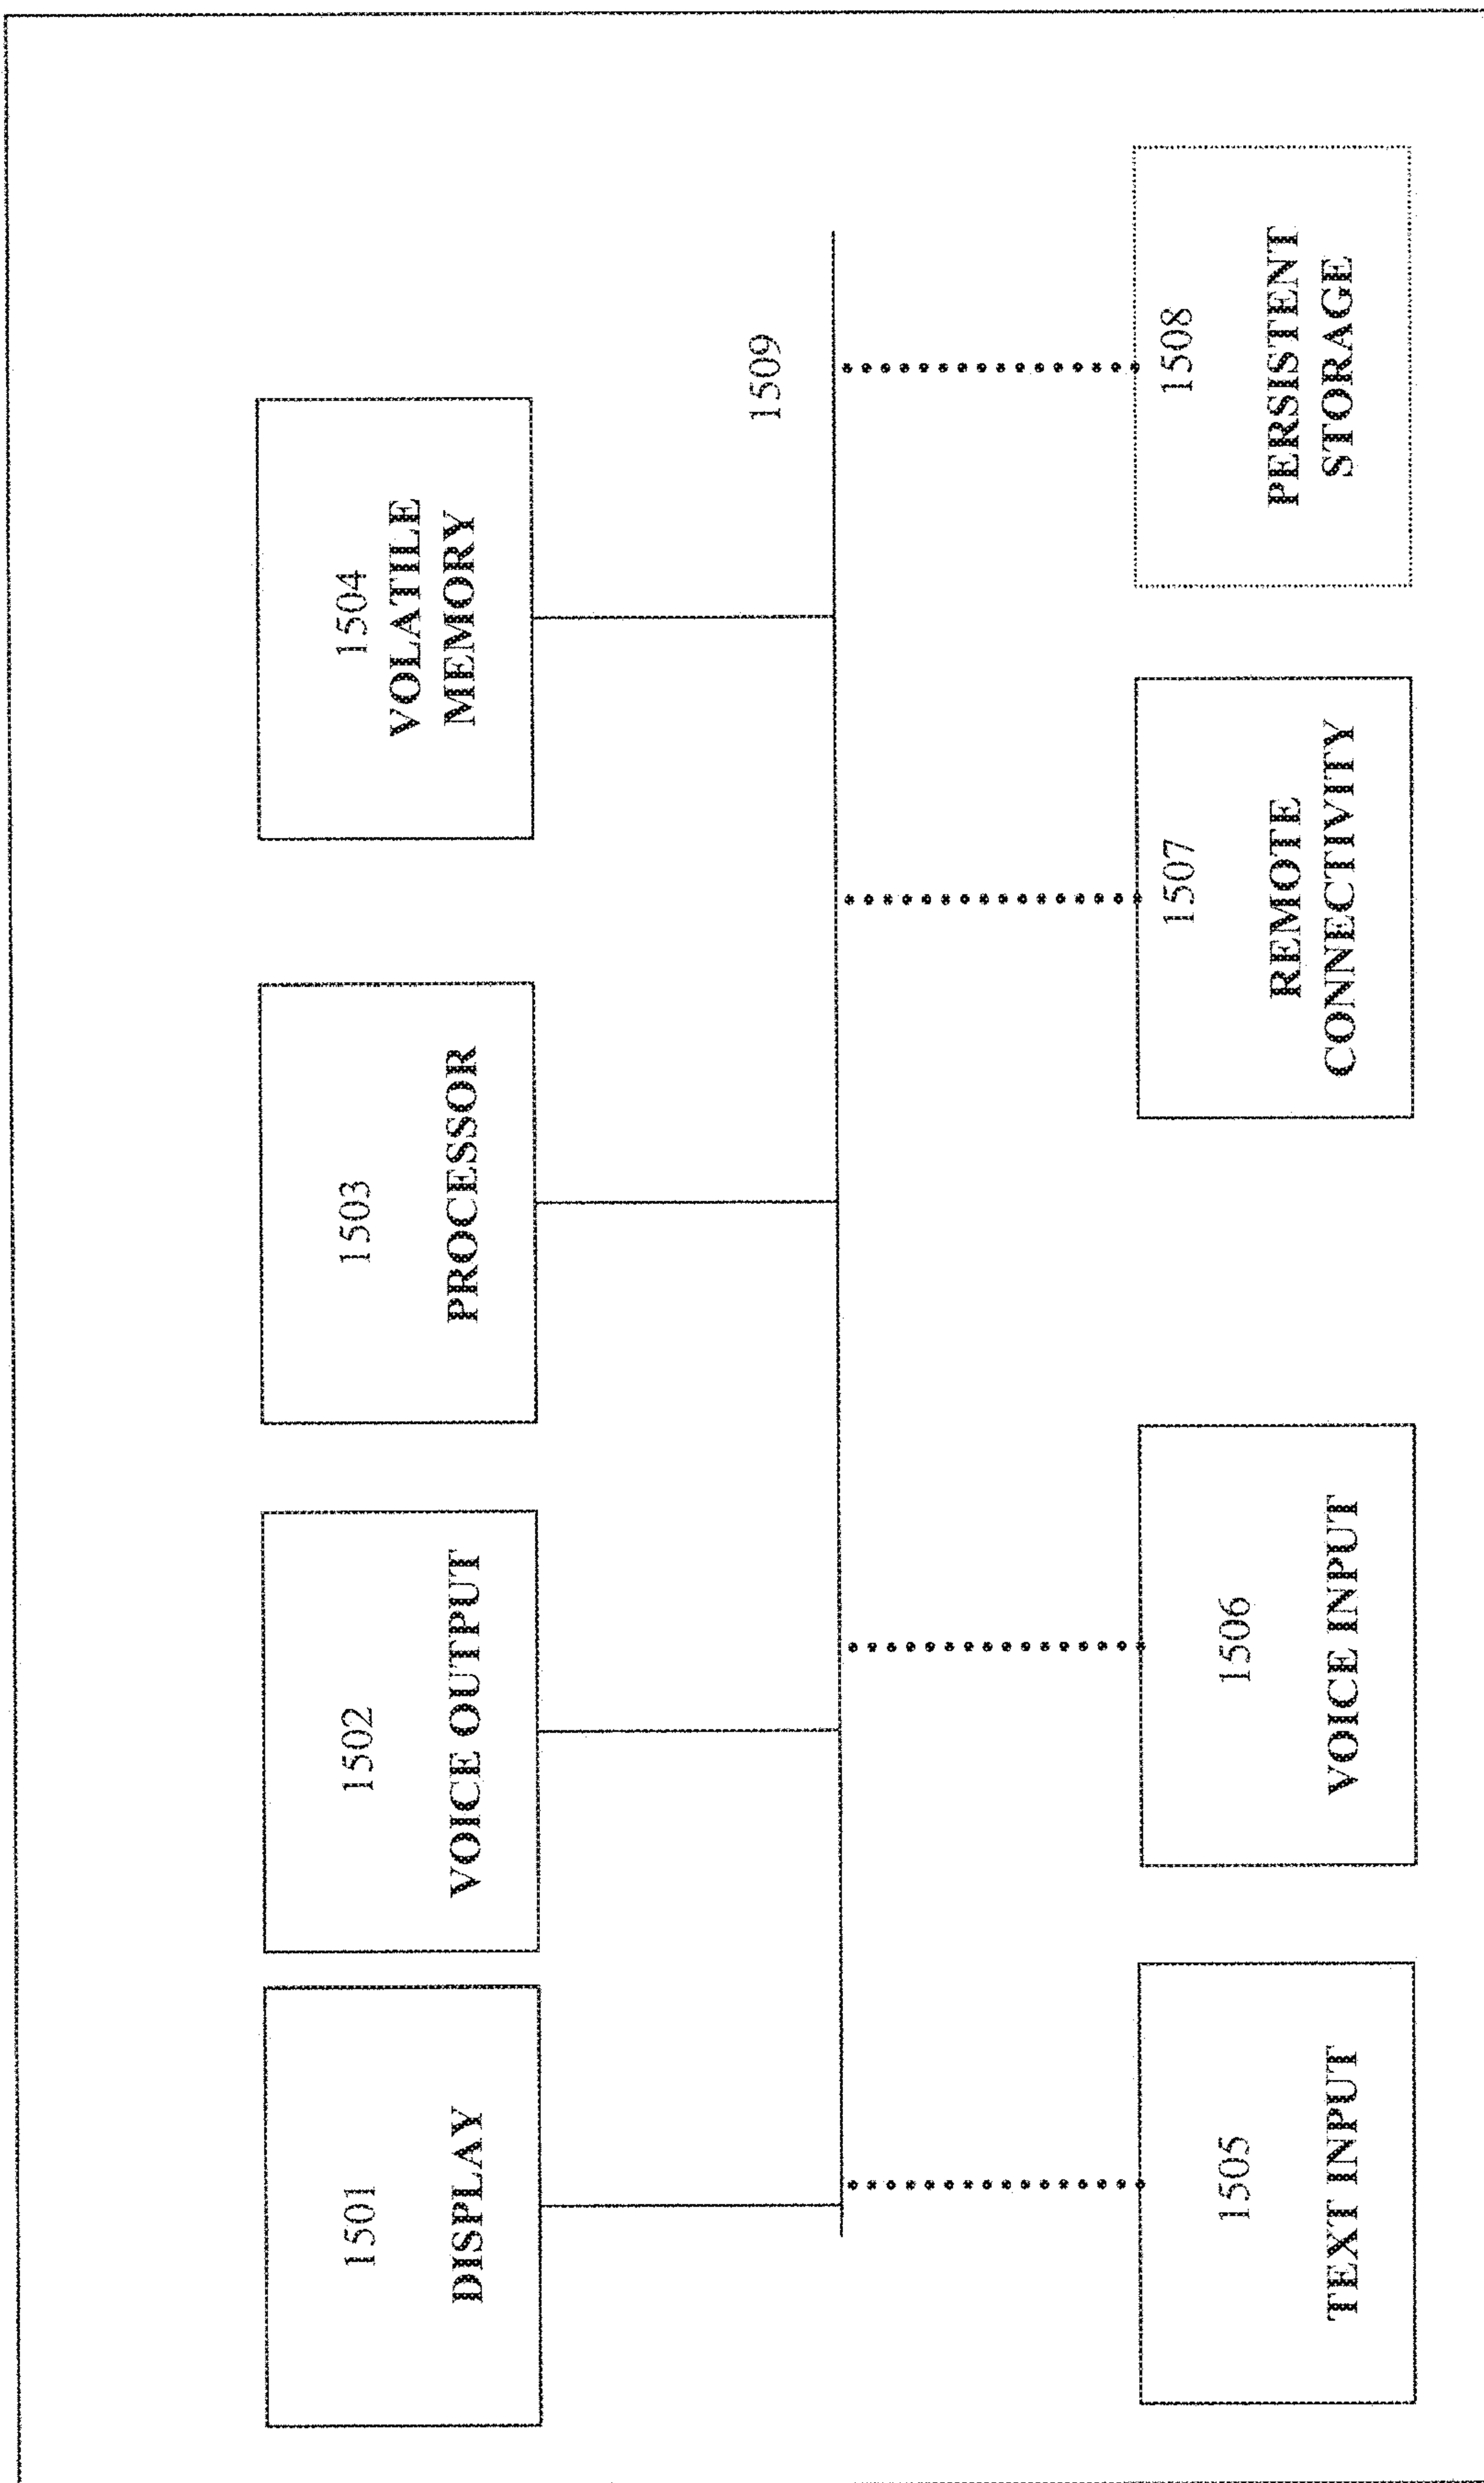 1501
DISPLAY
1502
VOICE OUTPUT
1503
PROCESSOR
1504
VOLATILE
MEMORY
1509
1505
TEXT INPUT
1506
VOICE INPUT
1507
REMOTE
CONNECTIVITY
1508
PERSISTENT
STORAGE